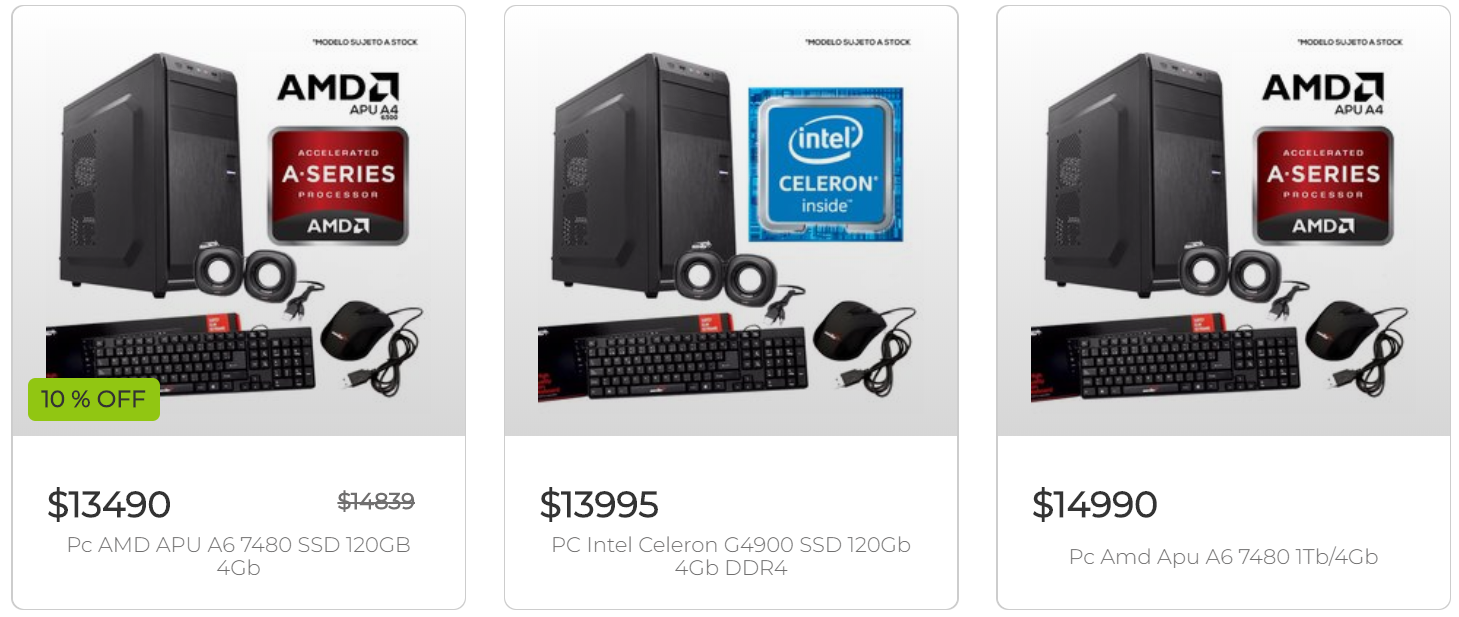 *MODELO SUJETO A STOCK
AMD
APU A4
6300
ACCELERATED
A-SERIES
PROCESSOR
AMD
10 % OFF
$13490
$14839
Pc AMD APU A6 7480 SSD 120GB
4Gb
*MODELO SUJETO A STOCK
intel®
CELERON®
inside™
$13995
PC Intel Celeron G4900 SSD 120Gb
4Gb DDR4
*MODELO SUJETO A STOCK
AMD
APU A4
ACCELERATED
A-SERIES
PROCESSOR
AMD
$14990
Pc Amd Apu A6 7480 1Tb/4Gb